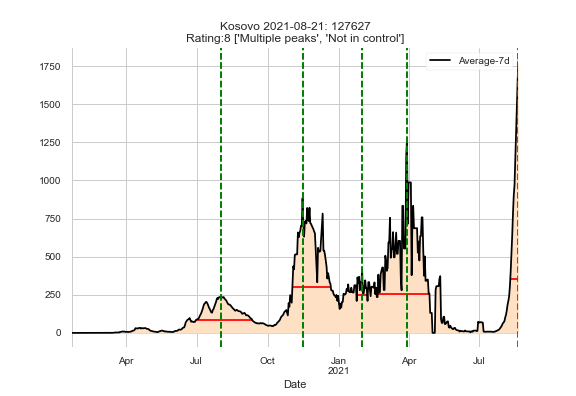 Kosovo 2021-08-21: 127627
Rating:8 ['Multiple peaks', 'Not in control']
Average-7d
1750
1500
1250
1000
750
500
250
0
Apr Jul Oct Jan Apr Jul
2021
Date